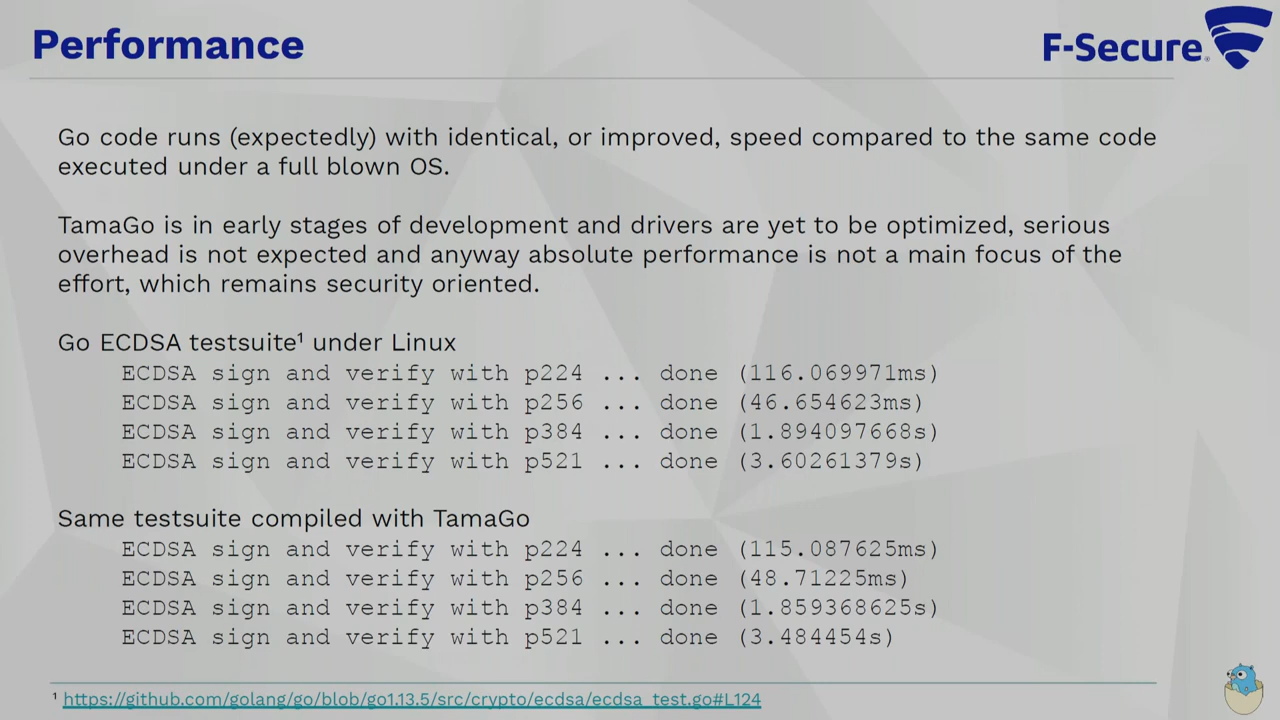 Performance
F-Secure®
Go code runs (expectedly) with identical, or improved, speed compared to the same code
executed under a full blown OS.
TamaGo is in early stages of development and drivers are yet to be optimized, serious
overhead is not expected and anyway absolute performance is not a main focus of the
effort, which remains security oriented.
Go ECDSA testsuite¹ under Linux
ECDSA sign and verify with p224 ... done (116.069971ms)
ECDSA sign and verify with p256 ... done (46.654623ms)
ECDSA sign and verify with p384 ... done (1.894097668s)
ECDSA sign and verify with p521 ... done (3.60261379s)
Same testsuite compiled with TamaGo
ECDSA sign and verify with p224 ... done (115.087625ms)
ECDSA sign and verify with p256 ... done (48.71225ms)
ECDSA sign and verify with p384 ... done (1.859368625s)
ECDSA sign and verify with p521 ... done (3.484454s)
¹ https://github.com/golang/go/blob/go1.13.5/src/crypto/ecdsa/ecdsa_test.go#L124